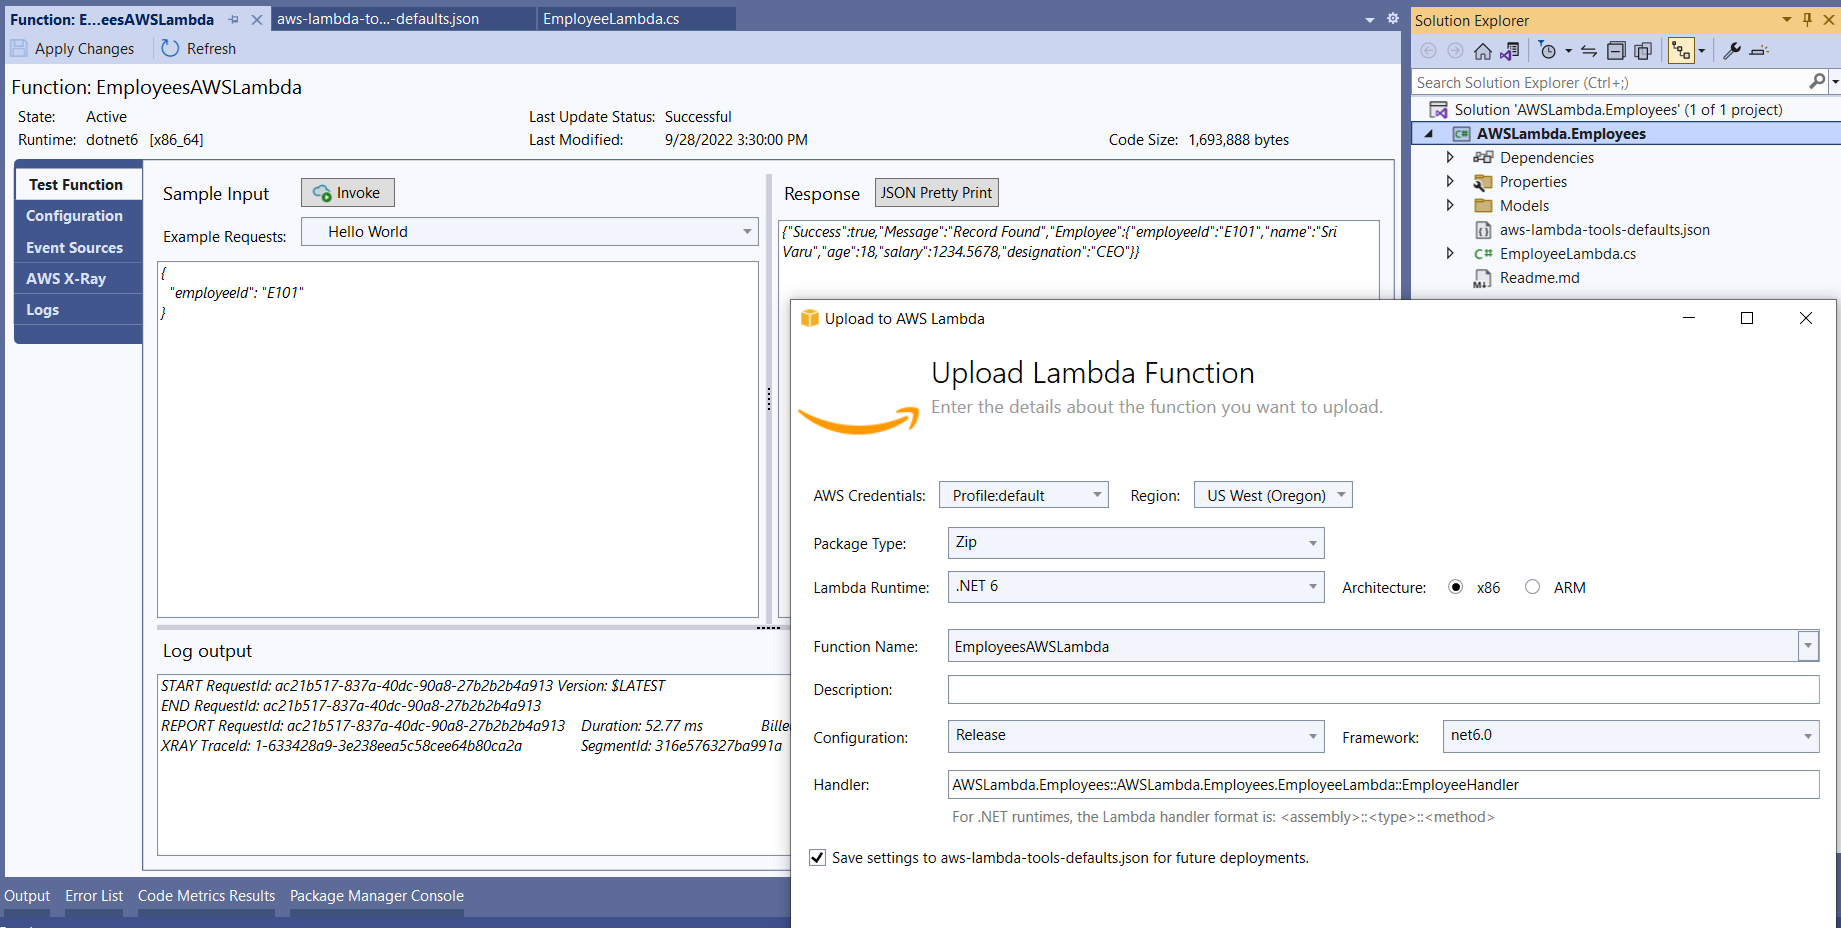 Function: E...eesAWSLambda
aws-lambda-to...-defaults.json
EmployeeLambda.cs
Apply Changes
Refresh
Function: EmployeesAWSLambda
State: Active
Last Update Status: Successful
Runtime: dotnet6 [x86_64]
Last Modified: 9/28/2022 3:30:00 PM
Code Size: 1,693,888 bytes
Test Function
Configuration
Event Sources
AWS X-Ray
Logs
Sample Input
Invoke
Example Requests: Hello World
{
"employeeId": "E101"
}
Response
JSON Pretty Print
{"Success":true,"Message":"Record Found","Employee":{"employeeId":"E101","name":"Sri
Varu","age":18,"salary":1234.5678,"designation":"CEO"}}
Log output
START RequestId: ac21b517-837a-40dc-90a8-27b2b2b4a913 Version: $LATEST
END RequestId: ac21b517-837a-40dc-90a8-27b2b2b4a913
REPORT RequestId: ac21b517-837a-40dc-90a8-27b2b2b4a913 Duration: 52.77 ms Bille
XRAY TraceId: 1-633428a9-3e238eea5c58cee64b80ca2a SegmentId: 316e576327ba991a
Output
Error List
Code Metrics Results
Package Manager Console
Solution Explorer
Search Solution Explorer (Ctrl+;)
Solution 'AWSLambda.Employees' (1 of 1 project)
C# AWSLambda.Employees
Dependencies
Properties
Models
aws-lambda-tools-defaults.json
C# EmployeeLambda.cs
Readme.md
Upload to AWS Lambda
Upload Lambda Function
Enter the details about the function you want to upload.
AWS Credentials: Profile:default Region: US West (Oregon)
Package Type: Zip
Lambda Runtime: .NET 6 Architecture: x86 ARM
Function Name: EmployeesAWSLambda
Description:
Configuration: Release Framework: net6.0
Handler: AWSLambda.Employees::AWSLambda.Employees.EmployeeLambda::EmployeeHandler
For .NET runtimes, the Lambda handler format is: <assembly>::<type>::<method>
Save settings to aws-lambda-tools-defaults.json for future deployments.